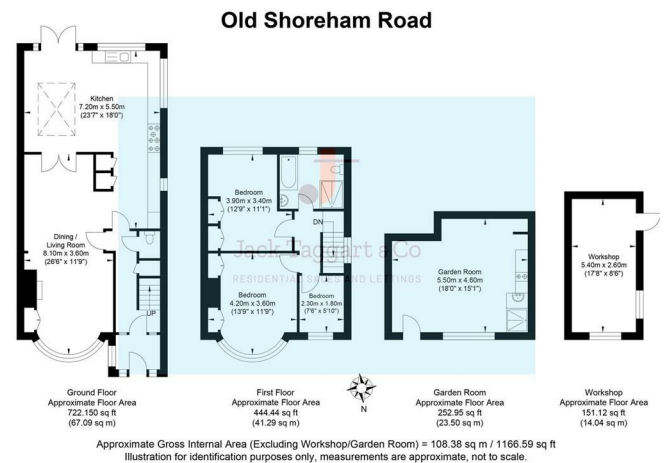 Old Shoreham Road
Kitchen
7.20m x 5.50m
(23'7" x 18'0")
Dining /
Living Room
8.10m x 3.60m
(26'6" x 11'9")
UP
Bedroom
3.90m x 3.40m
(12'9" x 11'1")
DN
Jack Taggart & Co
RESIDENTIAL SALES AND LETTINGS
Bedroom
4.20m x 3.60m
(13'9" x 11'9")
Bedroom
2.30m x 1.80m
(7'6" x 5'10")
Garden Room
5.50m x 4.60m
(18'0" x 15'1")
Workshop
5.40m x 2.60m
(17'8" x 8'6")
Ground Floor
Approximate Floor Area
722.150 sq ft
(67.09 sq m)
First Floor
Approximate Floor Area
444.44 sq ft
(41.29 sq m)
N
Garden Room
Approximate Floor Area
252.95 sq ft
(23.50 sq m)
Workshop
Approximate Floor Area
151.12 sq ft
(14.04 sq m)
Approximate Gross Internal Area (Excluding Workshop/Garden Room) = 108.38 sq m / 1166.59 sq ft
Illustration for identification purposes only, measurements are approximate, not to scale.